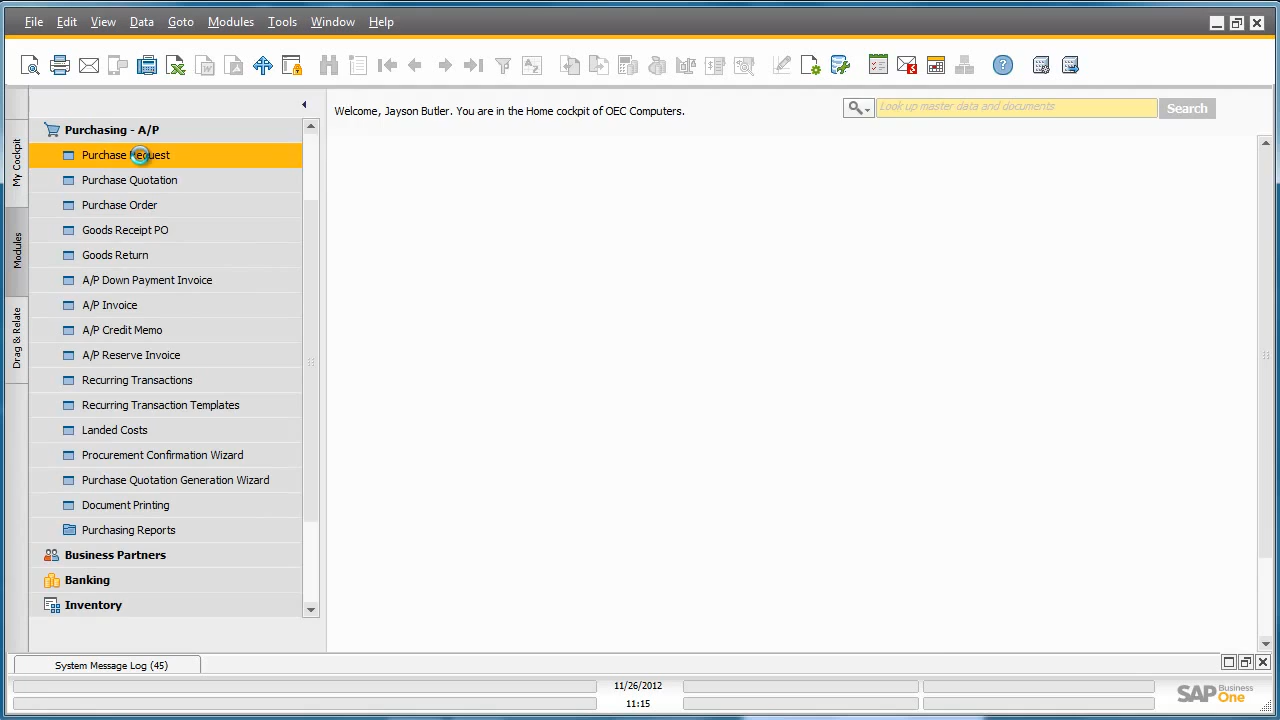 File Edit View Data Goto Modules Tools Window Help
Welcome, Jayson Butler. You are in the Home cockpit of OEC Computers.
Look up master data and documents
Search
My Cockpit
Modules
Drag & Relate
Purchasing - A/P
Purchase Request
Purchase Quotation
Purchase Order
Goods Receipt PO
Goods Return
A/P Down Payment Invoice
A/P Invoice
A/P Credit Memo
A/P Reserve Invoice
Recurring Transactions
Recurring Transaction Templates
Landed Costs
Procurement Confirmation Wizard
Purchase Quotation Generation Wizard
Document Printing
Purchasing Reports
Business Partners
Banking
Inventory
System Message Log (45)
11/26/2012
11:15
SAP Business One